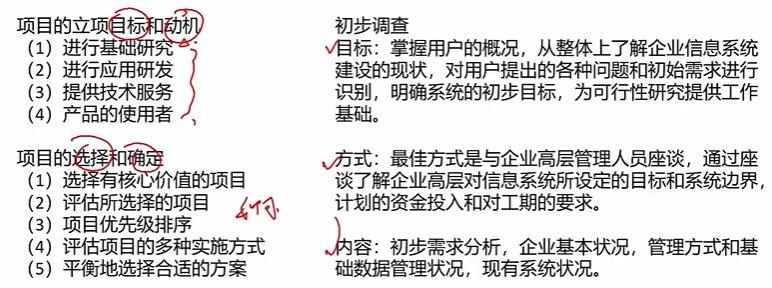 项目的立项目标和动机
（1）进行基础研究
（2）进行应用研发
（3）提供技术服务
（4）产品的使用者
项目的选择和确定
（1）选择有核心价值的项目
（2）评估所选择的项目
（3）项目优先级排序
（4）评估项目的多种实施方式
（5）平衡地选择合适的方案
初步调查
目标：掌握用户的概况，从整体上了解企业信息系统
建设的现状，对用户提出的各种问题和初始需求进行
识别，明确系统的初步目标，为可行性研究提供工作
基础。
方式：最佳方式是与企业高层管理人员座谈，通过座
谈了解企业高层对信息系统所设定的目标和系统边界，
计划的资金投入和对工期的要求。
内容：初步需求分析，企业基本状况，管理方式和基
础数据管理状况，现有系统状况。